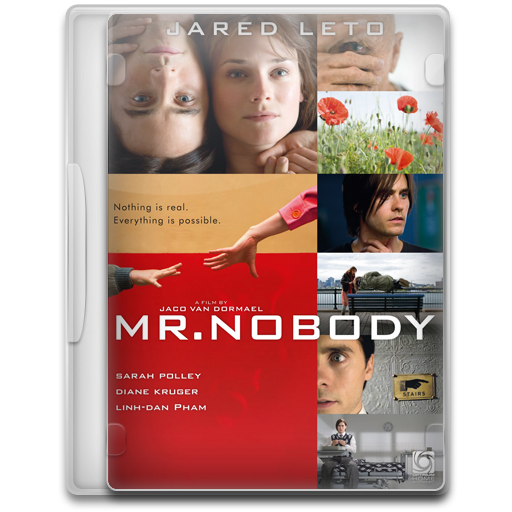 JARED LETO
Nothing is real.
Everything is possible.
A FILM BY
JACO VAN DORMAEL
MR.NOBODY
SARAH POLLEY
DIANE KRUGER
LINH-DAN PHAM
STAIRS